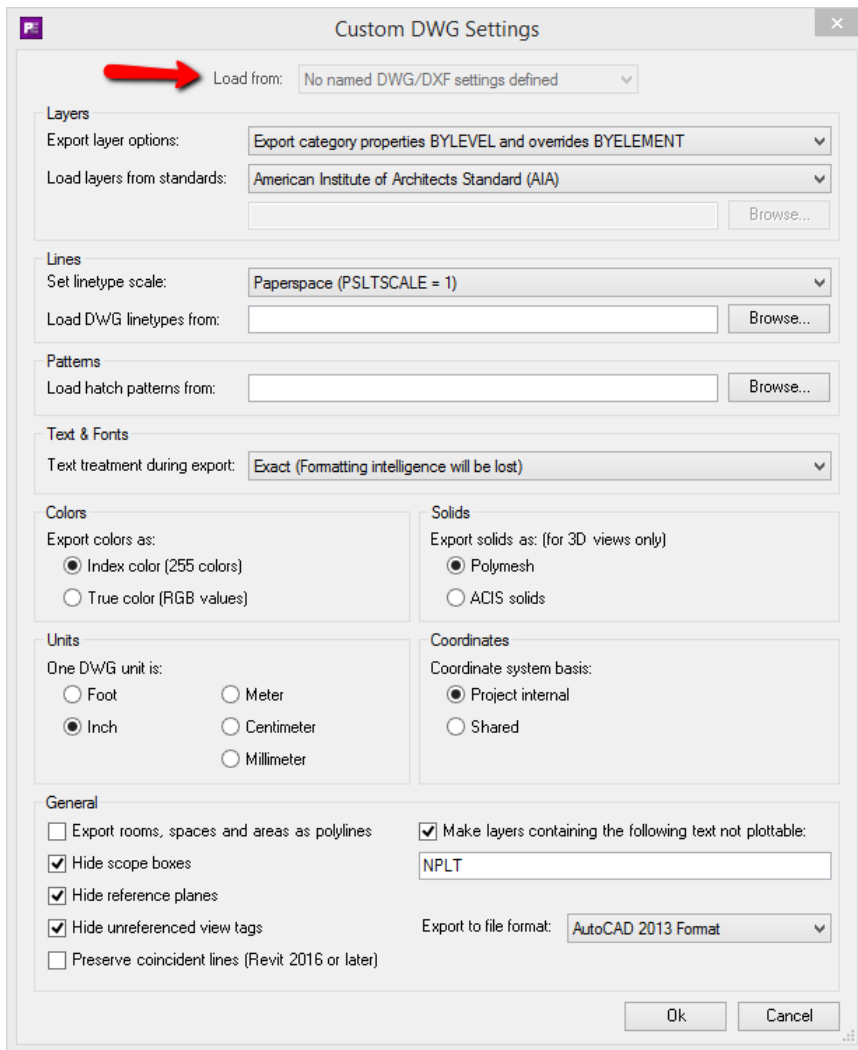 PE
Custom DWG Settings
Load from: No named DWG/DXF settings defined
Layers
Export layer options: Export category properties BYLEVEL and overrides BYELEMENT
Load layers from standards: American Institute of Architects Standard (AIA)
Browse...
Lines
Set linetype scale: Paperspace (PSLTSCALE = 1)
Load DWG linetypes from: Browse...
Patterns
Load hatch patterns from: Browse...
Text & Fonts
Text treatment during export: Exact (Formatting intelligence will be lost)
Colors
Export colors as:
Index color (255 colors)
True color (RGB values)
Solids
Export solids as: (for 3D views only)
Polymesh
ACIS solids
Units
One DWG unit is:
Foot Meter
Inch Centimeter
Millimeter
Coordinates
Coordinate system basis:
Project internal
Shared
General
Export rooms, spaces and areas as polylines
Hide scope boxes
Hide reference planes
Hide unreferenced view tags
Preserve coincident lines (Revit 2016 or later)
Make layers containing the following text not plottable:
NPLT
Export to file format: AutoCAD 2013 Format
Ok Cancel